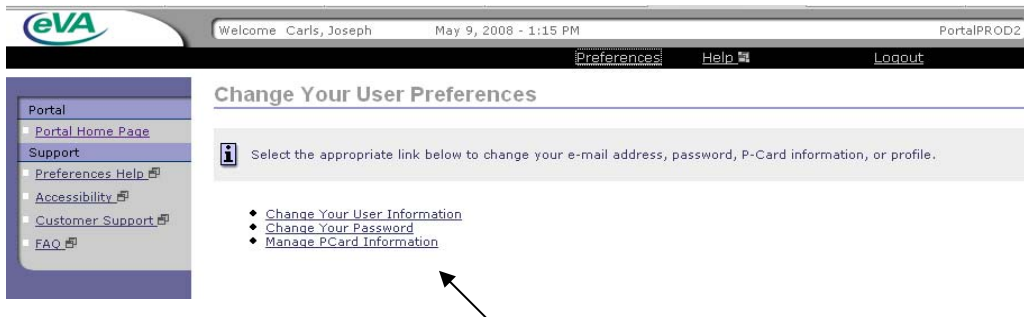 eVA
Welcome Carls, Joseph May 9, 2008 - 1:15 PM PortalPROD2
Preferences Help Logout
Change Your User Preferences
Portal
Portal Home Page
Support
Preferences Help
Accessibility
Customer Support
FAQ
i Select the appropriate link below to change your e-mail address, password, P-Card information, or profile.
Change Your User Information
Change Your Password
Manage PCard Information